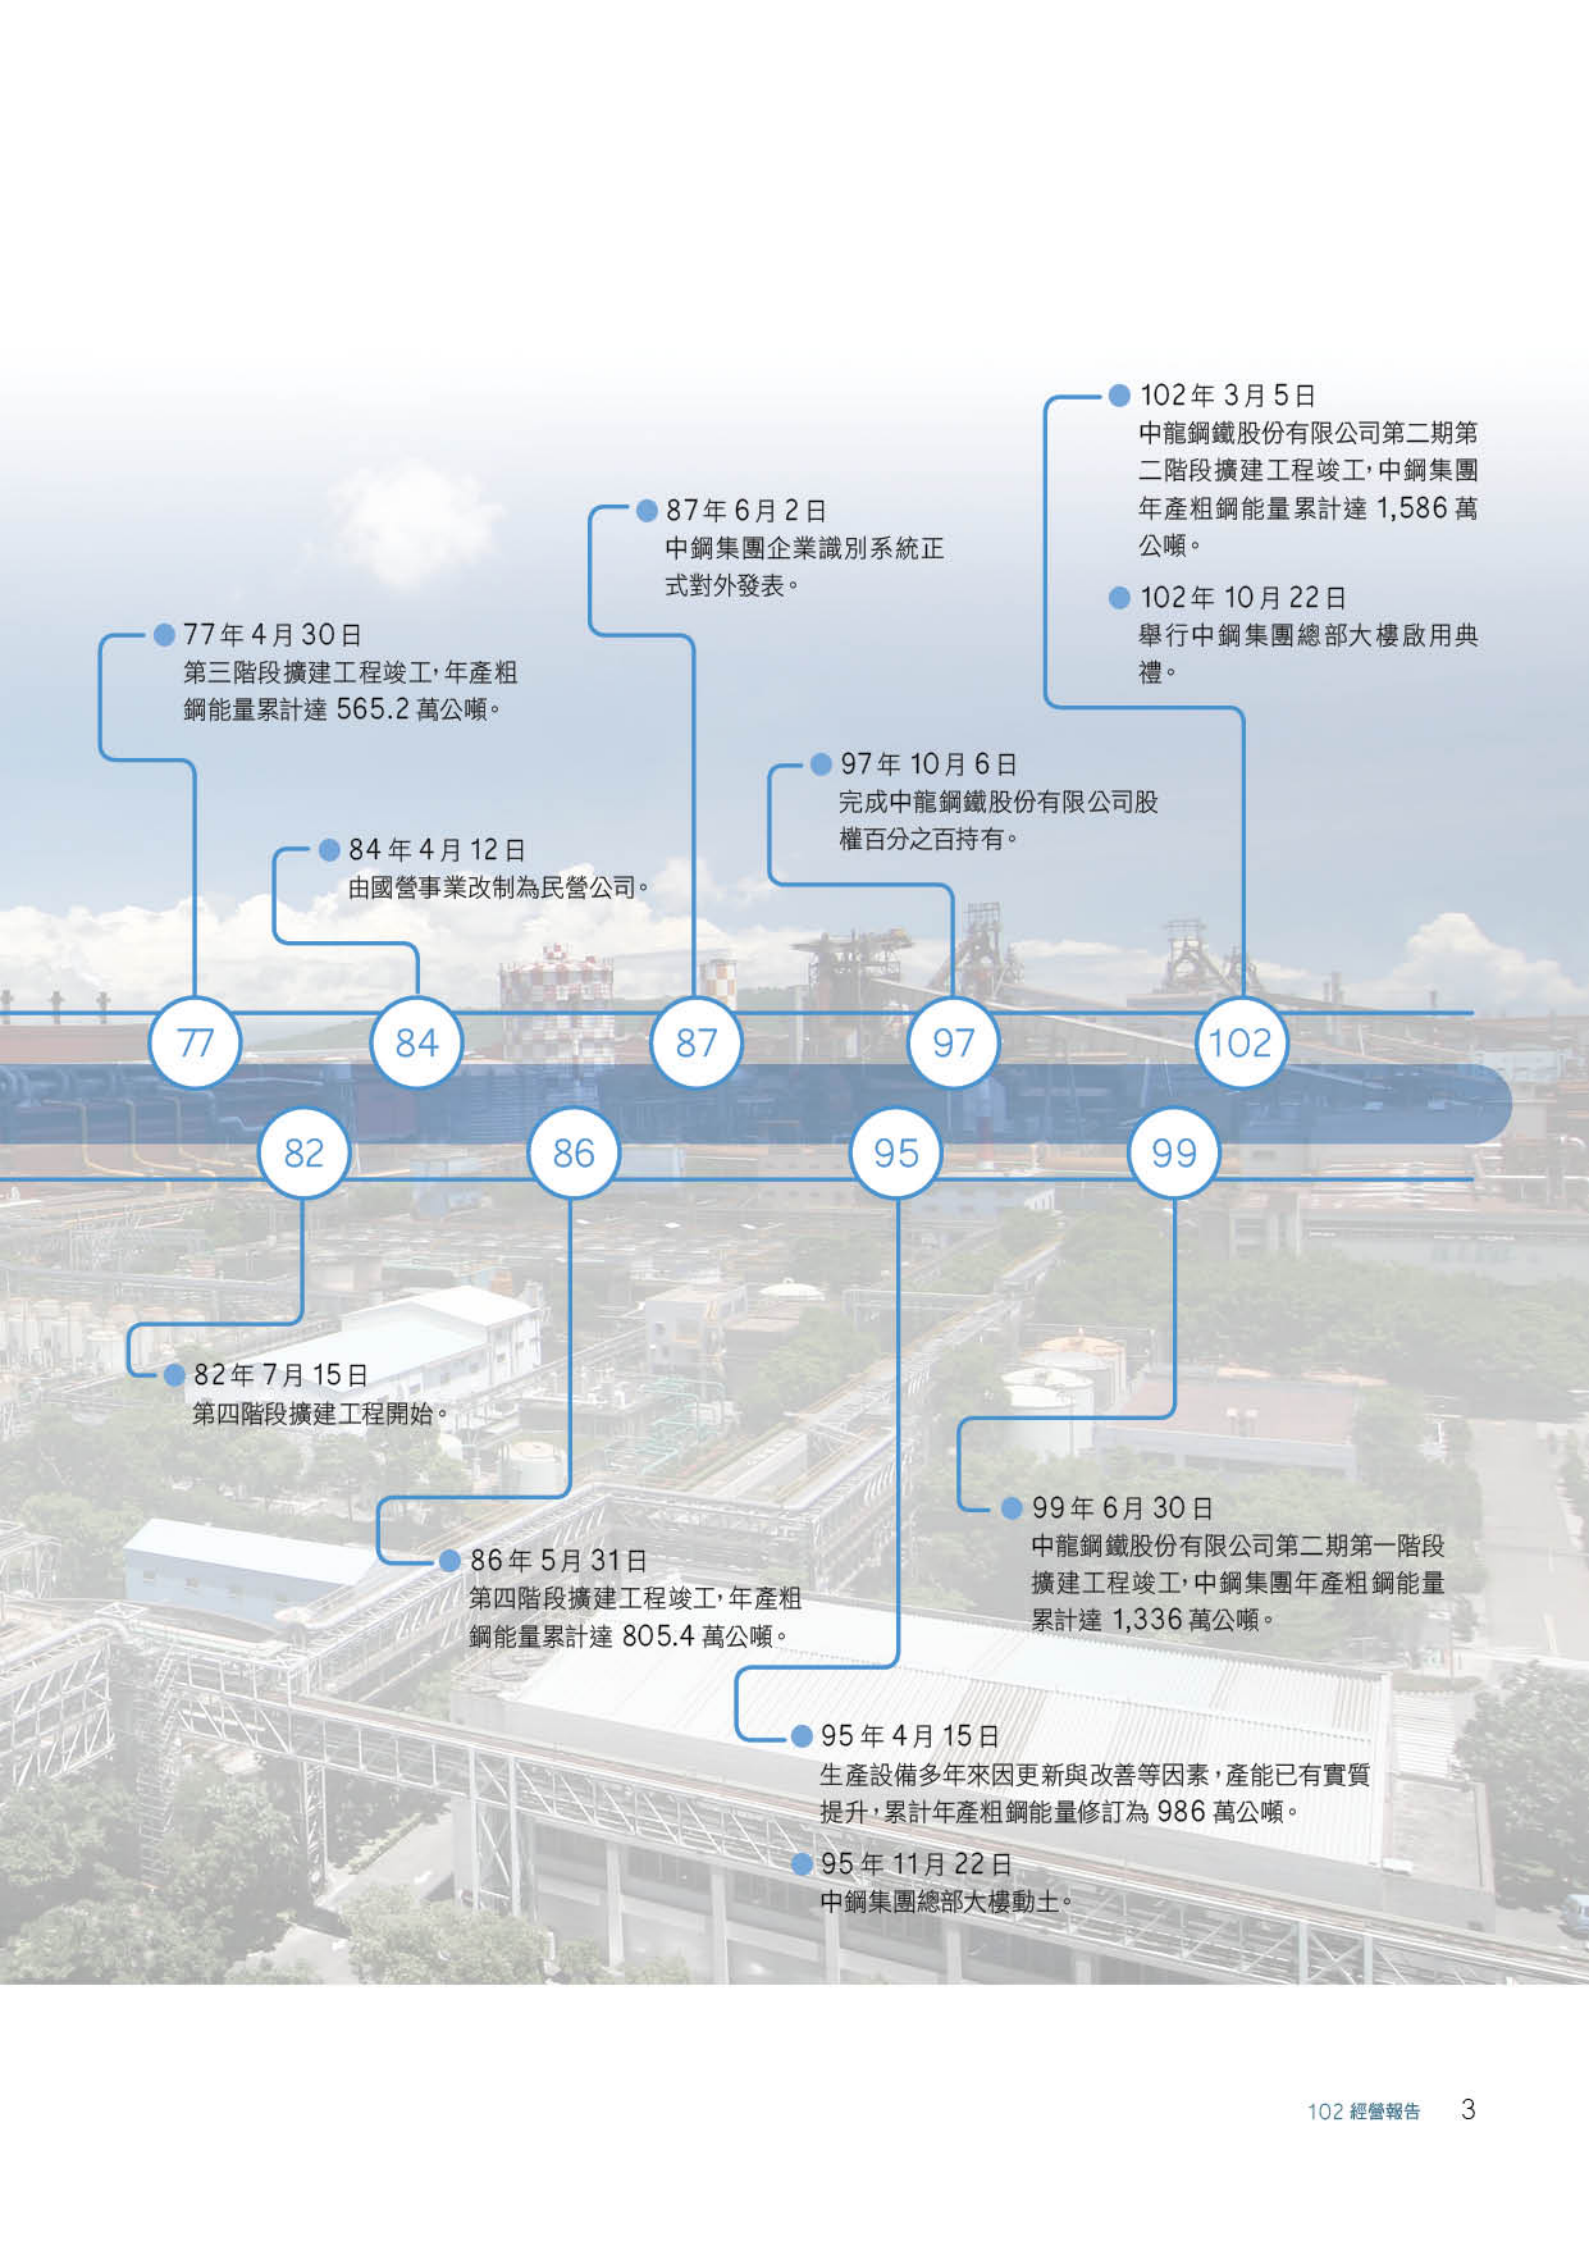 102年 3月5日
中龍鋼鐵股份有限公司第二期第
二階段擴建工程竣工，中鋼集團
年產粗鋼能量累計達 1,586 萬
公噸。
102年 10月22日
舉行中鋼集團總部大樓啟用典
禮。
87年 6月2日
中鋼集團企業識別系統正
式對外發表。
77年 4月30日
第三階段擴建工程竣工，年產粗
鋼能量累計達 565.2 萬公噸。
97年 10月6日
完成中龍鋼鐵股份有限公司股
權百分之百持有。
84年 4月12日
由國營事業改制為民營公司。
77
84
87
97
102
82
86
95
99
82年 7月15日
第四階段擴建工程開始。
86年 5月31日
第四階段擴建工程竣工，年產粗
鋼能量累計達 805.4 萬公噸。
99年 6月30日
中龍鋼鐵股份有限公司第二期第一階段
擴建工程竣工，中鋼集團年產粗鋼能量
累計達 1,336 萬公噸。
95年 4月15日
生產設備多年來因更新與改善等因素，產能已有實質
提升，累計年產粗鋼能量修訂為 986 萬公噸。
95年 11月22日
中鋼集團總部大樓動土。
102 經營報告 3